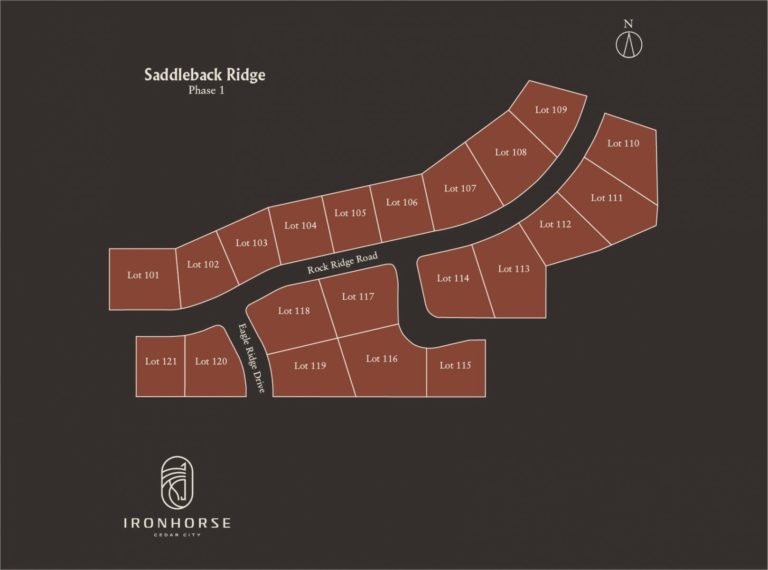 N
Saddleback Ridge
Phase 1
Lot 109
Lot 110
Lot 108
Lot 107
Lot 111
Lot 106
Lot 105
Lot 104
Lot 112
Lot 103
Lot 102
Lot 101
Rock Ridge Road
Lot 113
Lot 114
Lot 117
Lot 118
Eagle Ridge Drive
Lot 121
Lot 120
Lot 119
Lot 116
Lot 115
IRONHORSE
CEDAR CITY